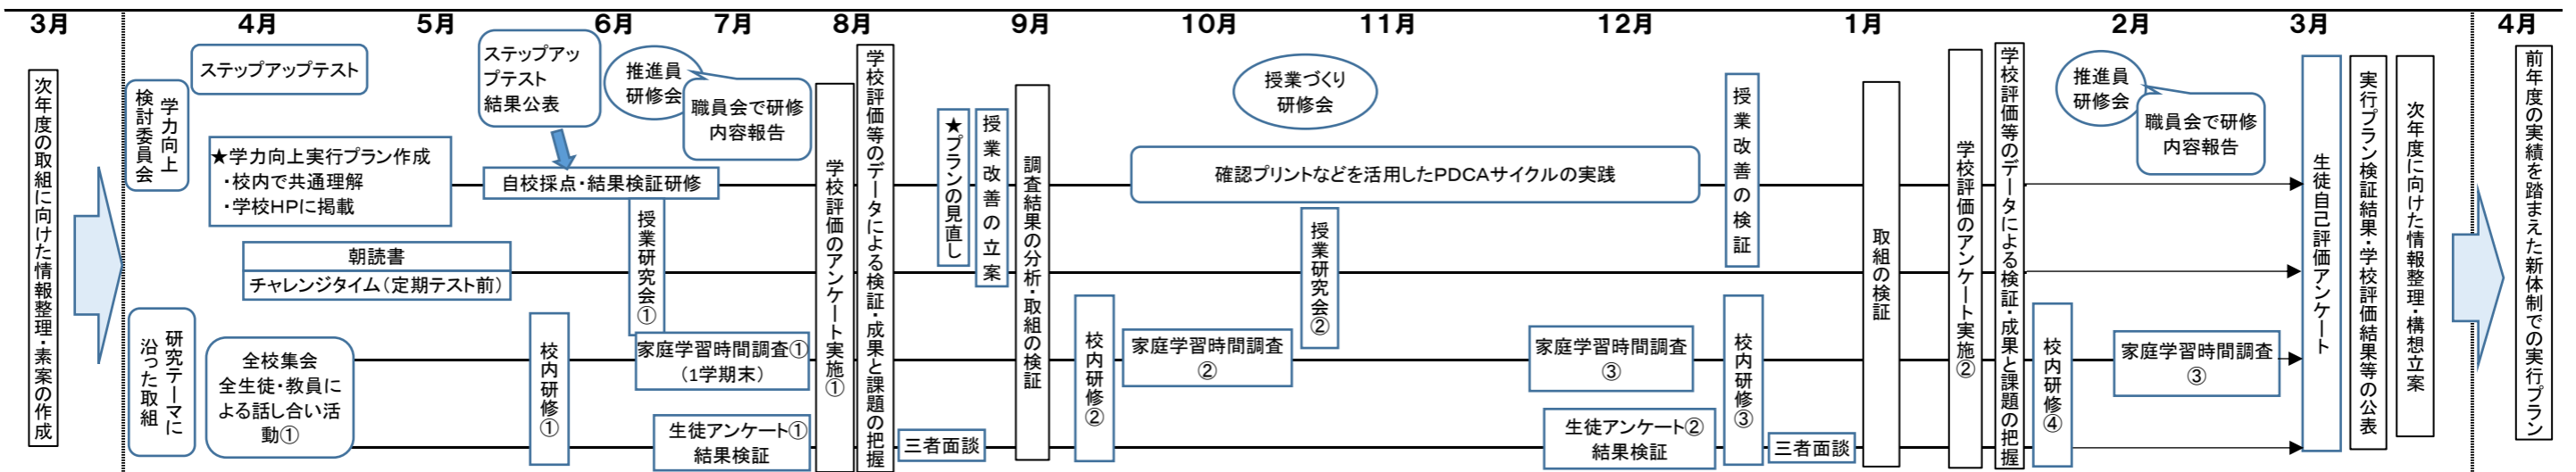 3月
4月
5月
6月
7月
8月
9月
10月
11月
12月
1月
2月
3月
4月
次年度の取組に向けた情報整理・素案の作成
学力向上
検討委員会
研究テーマに
沿った取組
ステップアップテスト
★学力向上実行プラン作成
・校内で共通理解
・学校HPに掲載
朝読書
チャレンジタイム(定期テスト前)
全校集会
全生徒・教員に
よる話し合い活
動①
ステップアッ
プテスト
結果公表
自校採点・結果検証研修
校内研修①
推進員
研修会
職員会で研修
内容報告
授業研究会①
家庭学習時間調査①
(1学期末)
生徒アンケート①
結果検証
学校評価のアンケート実施①
学校評価等のデータによる検証・成果と課題の把握
★プランの見直し
授業改善の立案
三者面談
調査結果の分析・取組の検証
校内研修②
授業づくり
研修会
確認プリントなどを活用したPDCAサイクルの実践
家庭学習時間調査
②
授業研究会②
家庭学習時間調査
③
生徒アンケート②
結果検証
授業改善の検証
校内研修③
三者面談
取組の検証
学校評価のアンケート実施②
学校評価等のデータによる検証・成果と課題の把握
校内研修④
推進員
研修会
職員会で研修
内容報告
家庭学習時間調査
③
生徒自己評価アンケート
実行プラン検証結果・学校評価結果等の公表
次年度に向けた情報整理・構想立案
前年度の実績を踏まえた新体制での実行プラン